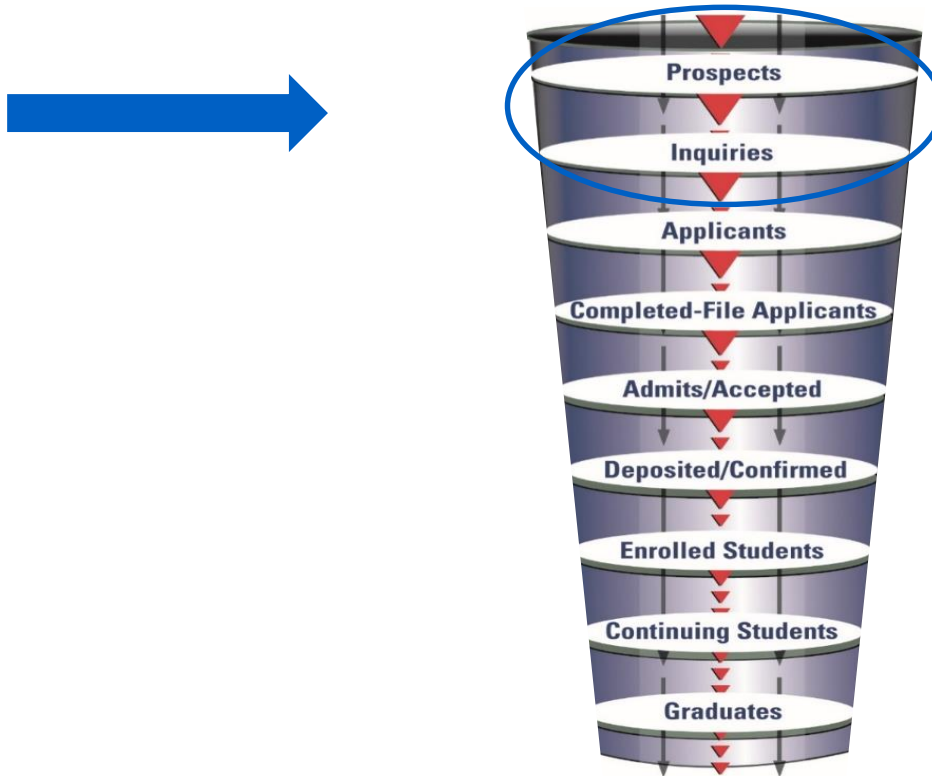 Prospects
Inquiries
Applicants
Completed-File Applicants
Admits/Accepted
Deposited/Confirmed
Enrolled Students
Continuing Students
Graduates